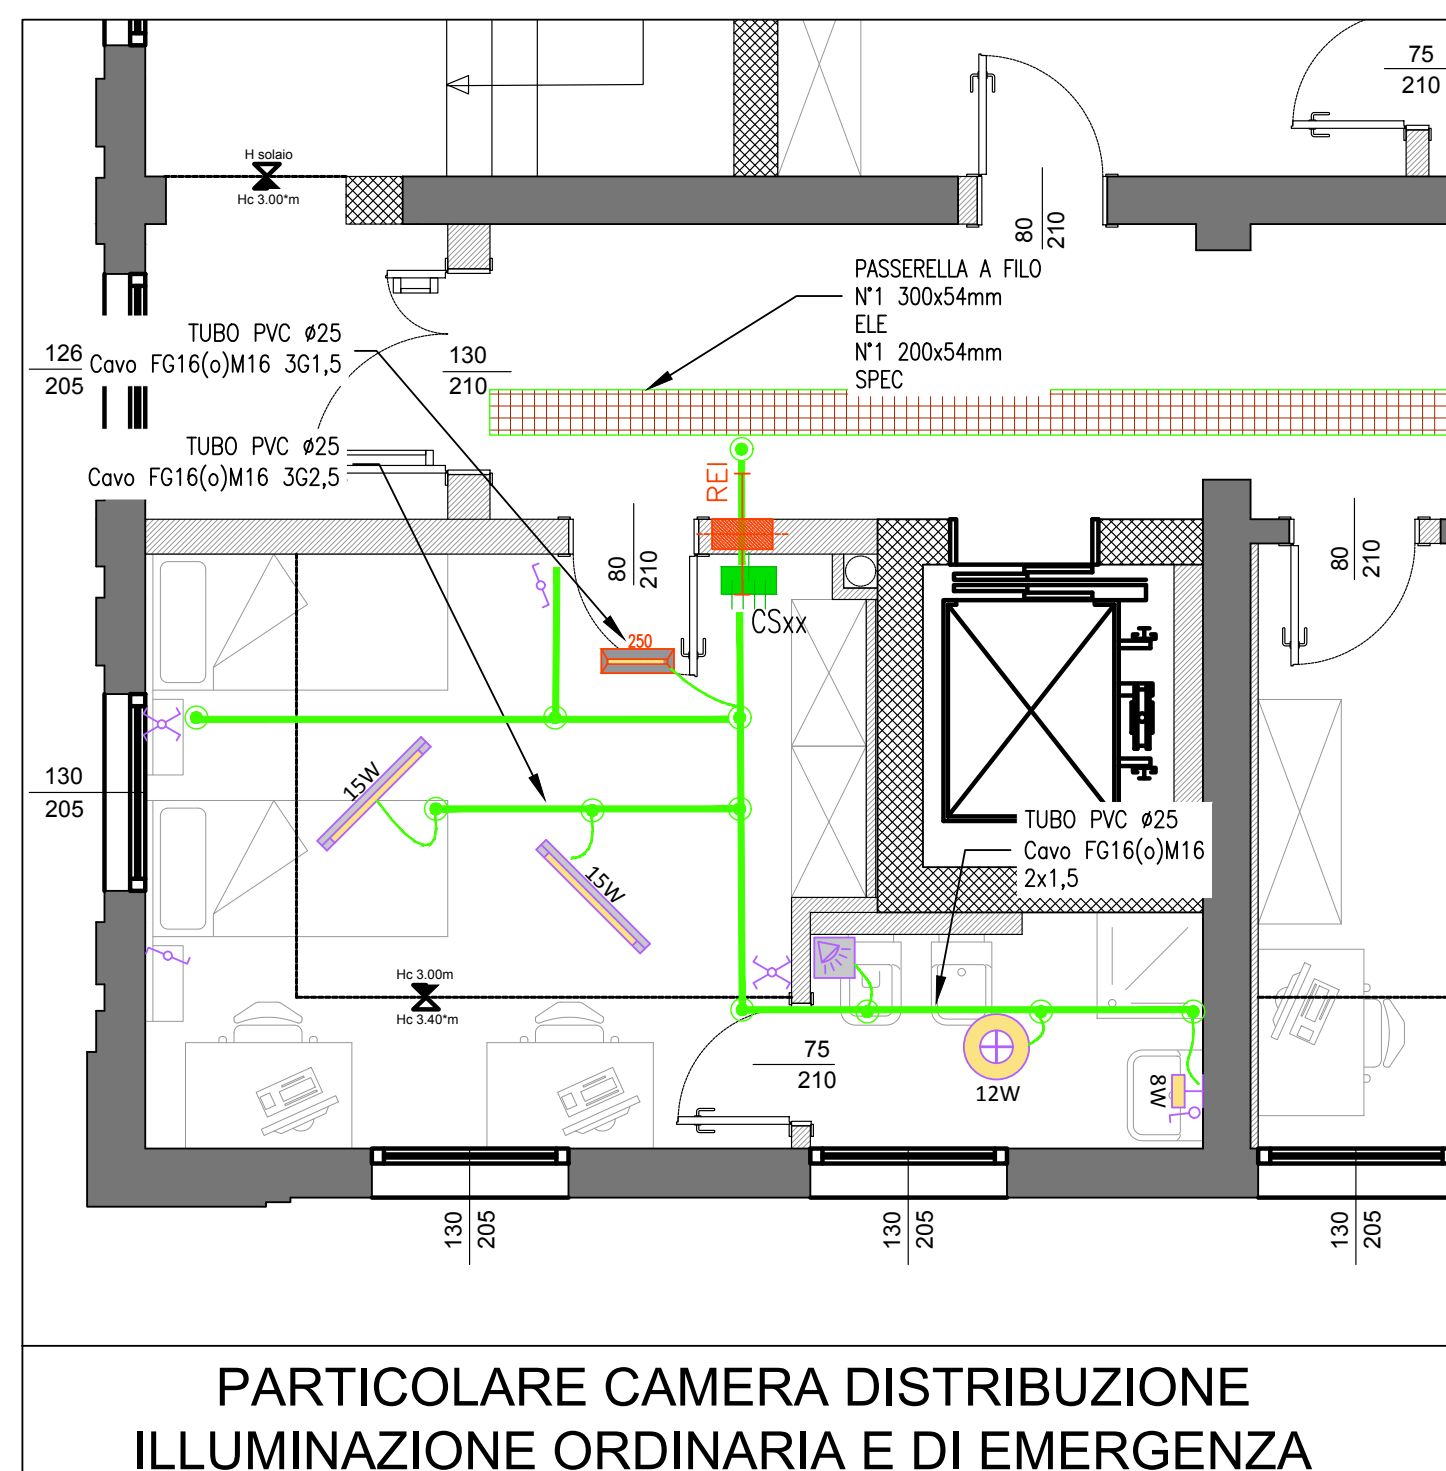 75
210
H solaio
Hc 3.00*m
80
210
PASSERELLA A FILO
N°1 300x54mm
ELE
N°1 200x54mm
SPEC
TUBO PVC ø25
Cavo FG16(o)M16 3G1,5
126
205
130
210
TUBO PVC ø25
Cavo FG16(o)M16 3G2,5
REI
80
210
80
210
CSxx
250
130
205
15W
15W
TUBO PVC ø25
Cavo FG16(o)M16
2x1,5
Hc 3.00m
Hc 3.40*m
75
210
12W
8W
130
205
130
205
130
205
PARTICOLARE CAMERA DISTRIBUZIONE
ILLUMINAZIONE ORDINARIA E DI EMERGENZA